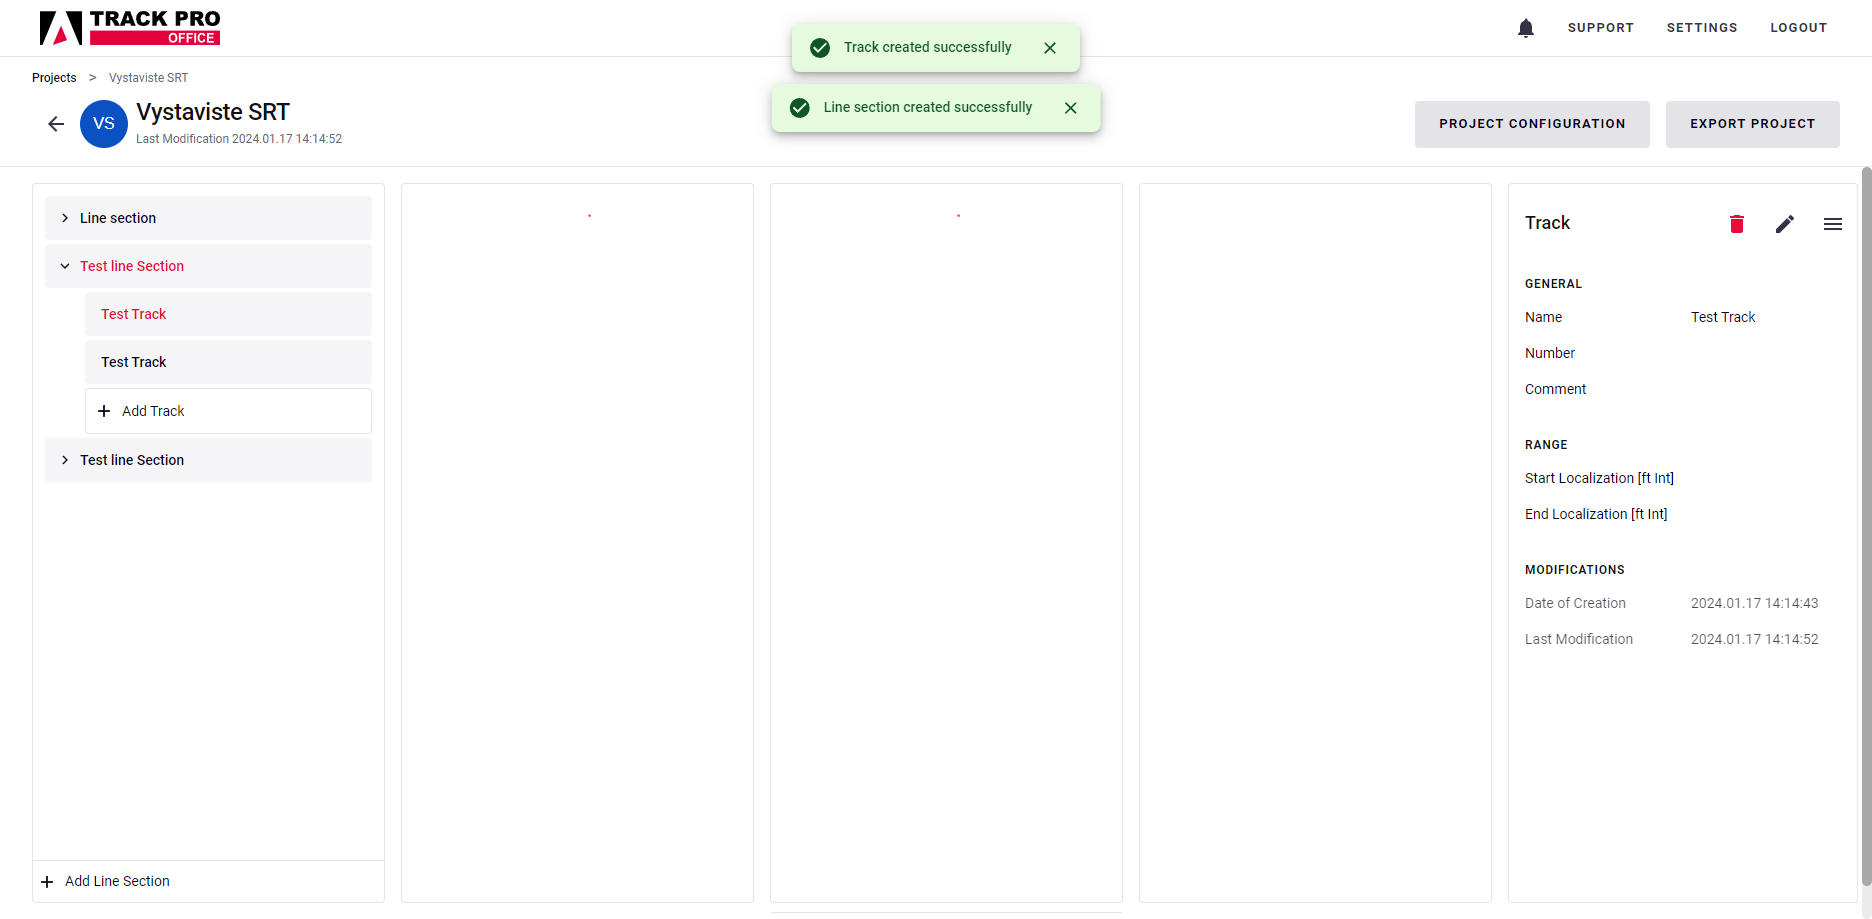 TRACK PRO
OFFICE
SUPPORT
SETTINGS
LOGOUT
Track created successfully
Line section created successfully
Projects > Vystaviste SRT
VS
Vystaviste SRT
Last Modification 2024.01.17 14:14:52
PROJECT CONFIGURATION
EXPORT PROJECT
Line section
Test line Section
Test Track
Test Track
+ Add Track
Test line Section
+ Add Line Section
Track
GENERAL
Name Test Track
Number
Comment
RANGE
Start Localization [ft Int]
End Localization [ft Int]
MODIFICATIONS
Date of Creation 2024.01.17 14:14:43
Last Modification 2024.01.17 14:14:52